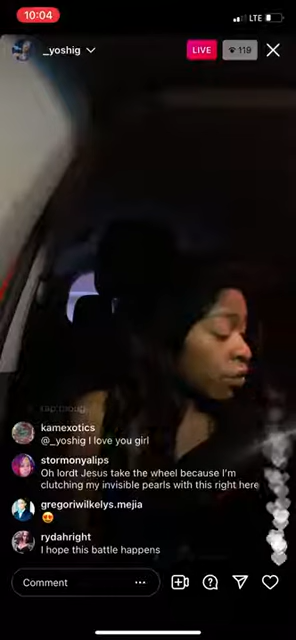 10:04
LTE
_yoshig
LIVE
119
kamexotics
@_yoshig I love you girl
stormonyalips
Oh lordt Jesus take the wheel because I'm
clutching my invisible pearls with this right here
gregoriwilkelys.mejia
😍
rydahright
I hope this battle happens
Comment